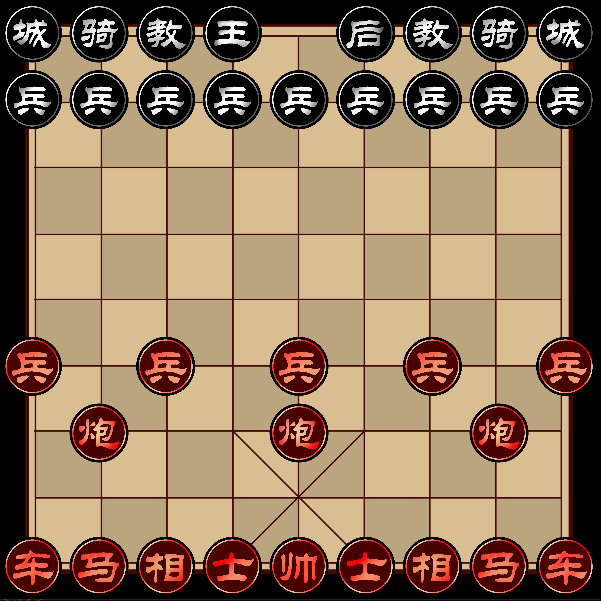 城 骑 教 王 后 教 骑 城
兵 兵 兵 兵 兵 兵 兵 兵 兵
兵 兵 兵 兵 兵
炮 炮 炮
车 马 相 士 帅 士 相 马 车